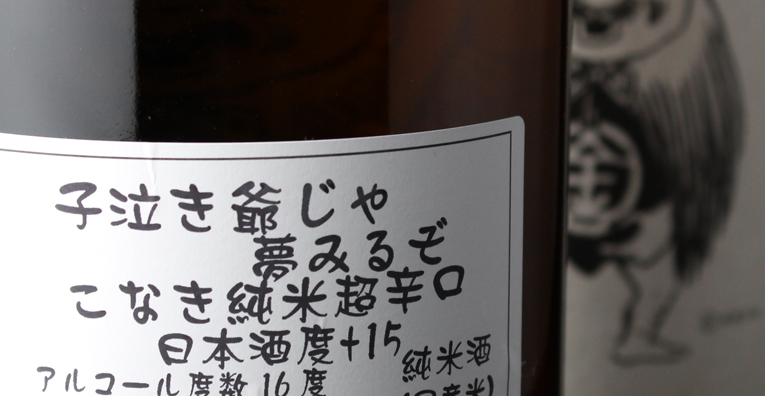 子泣き爺じゃ
夢みるぞ
こなき純米超辛口
日本酒度+15
純米酒
アルコール度数16度
金